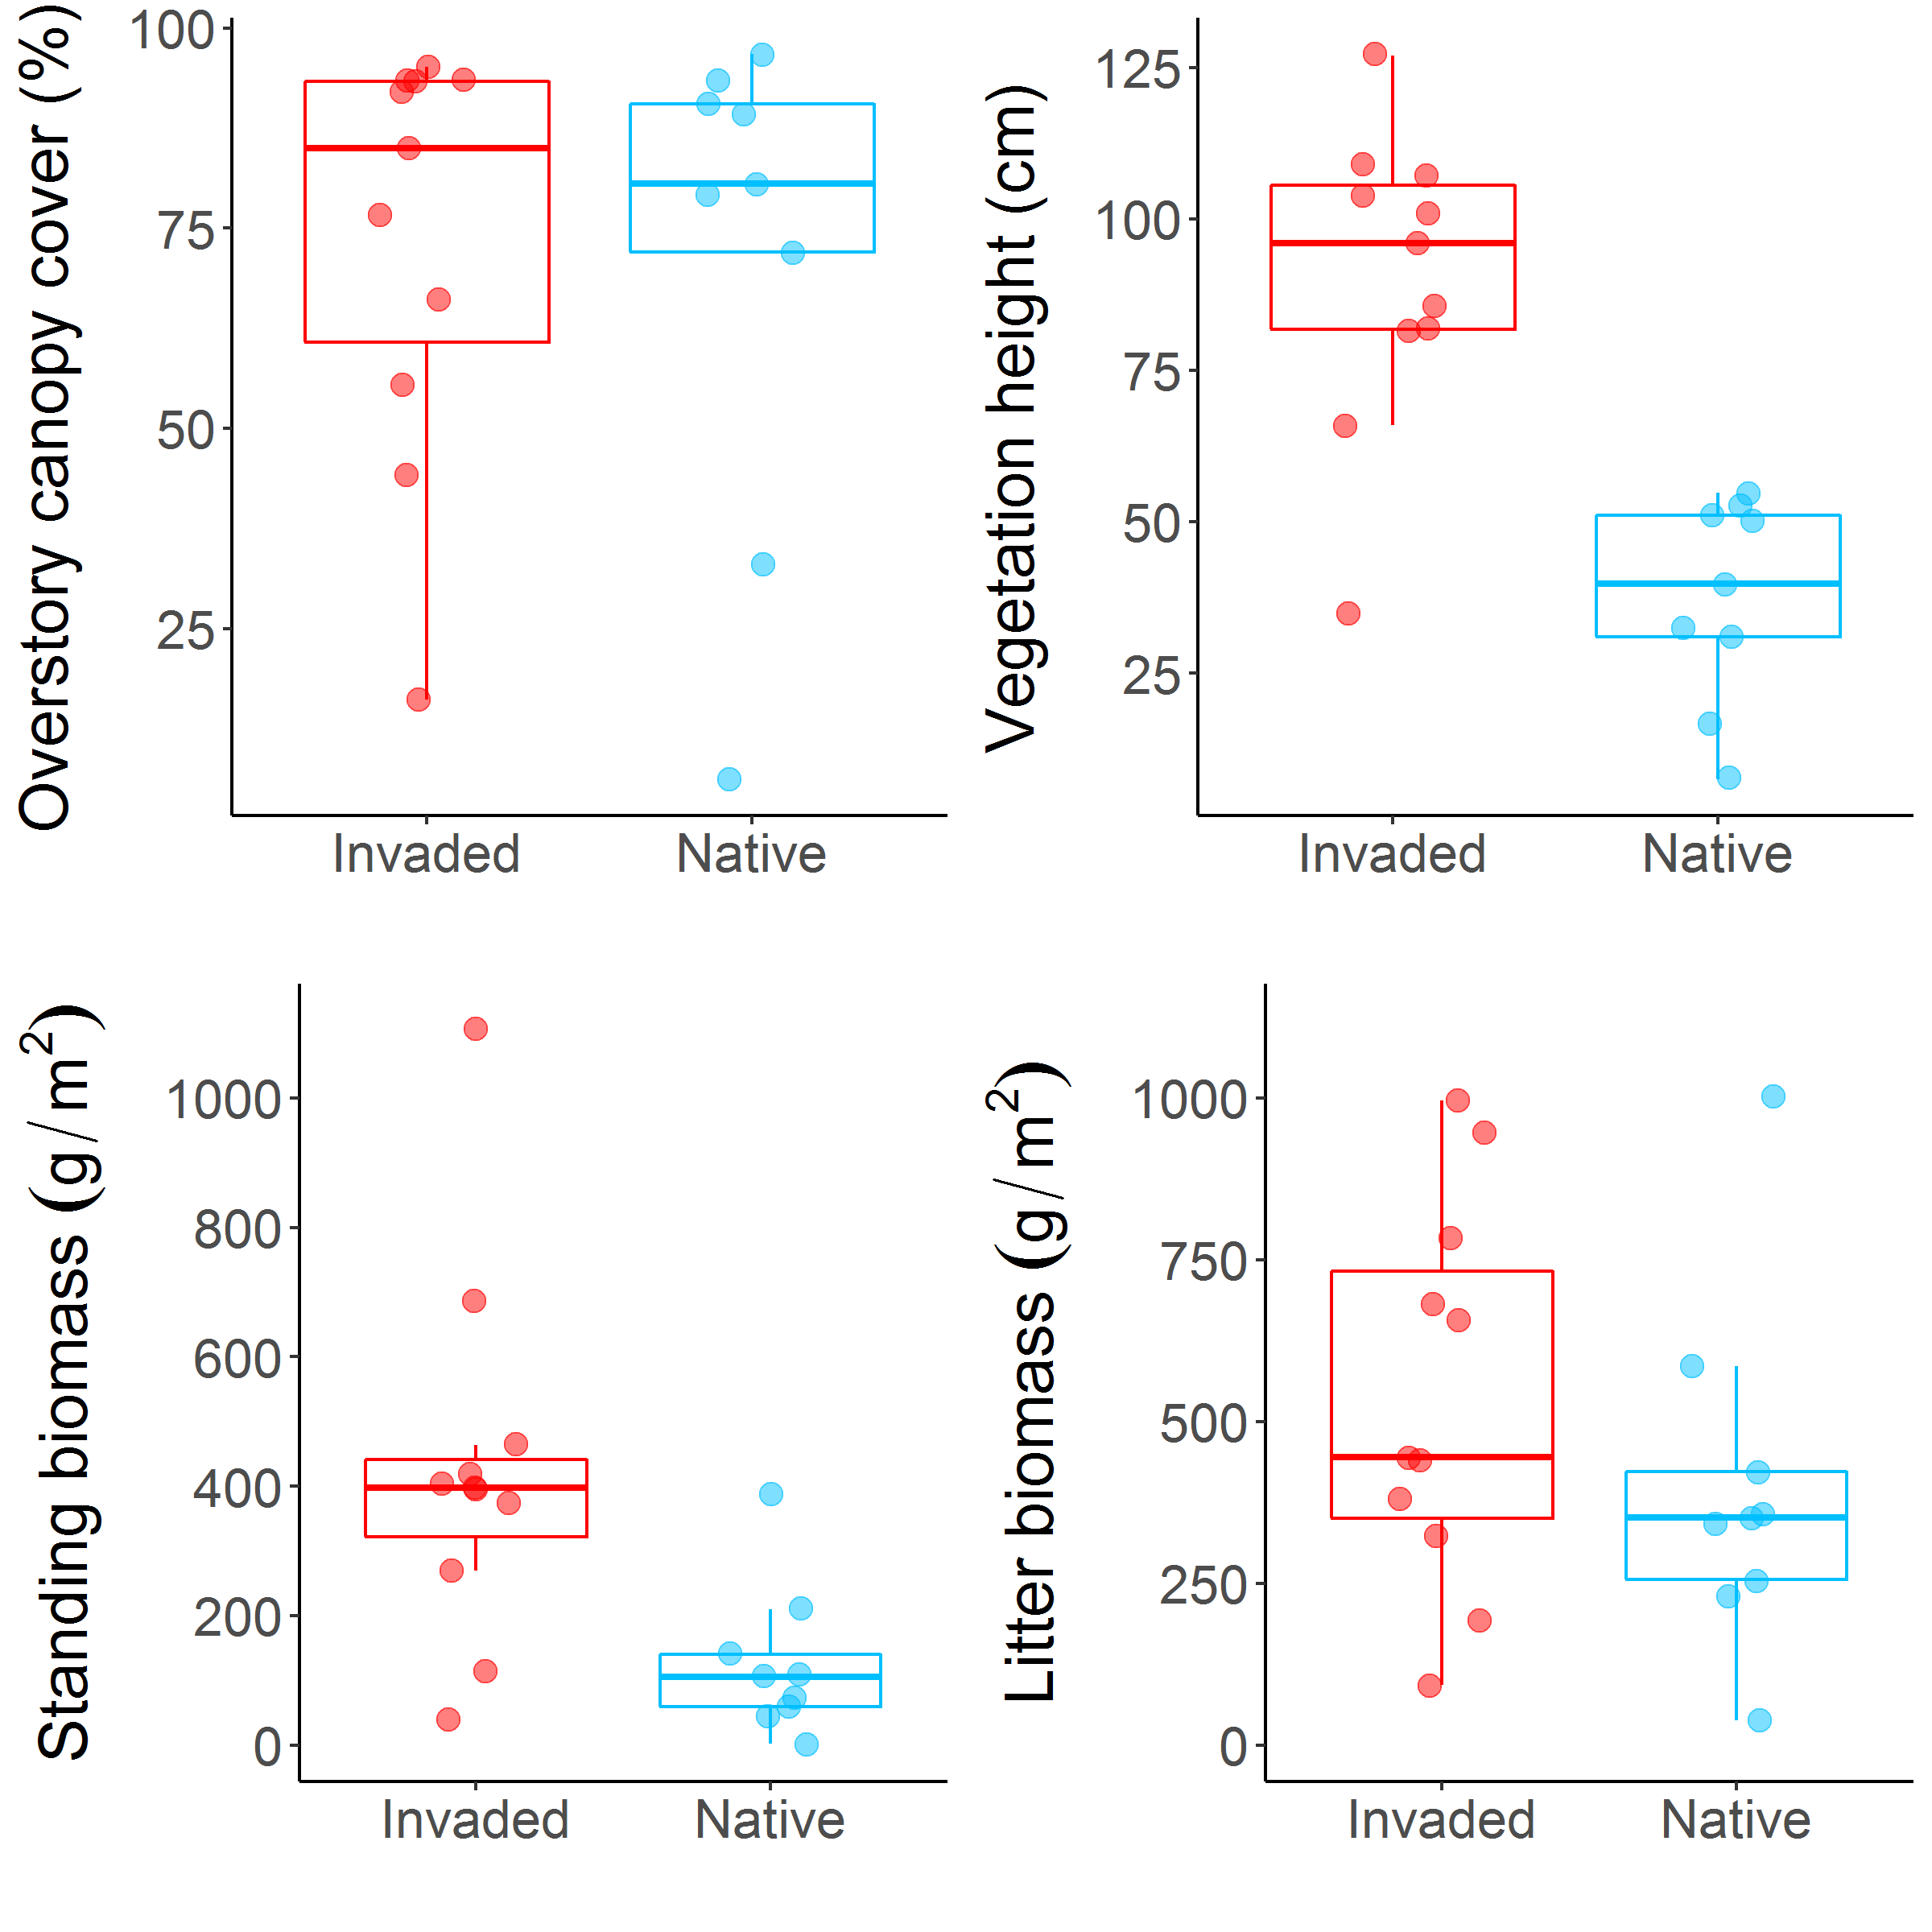 Overstory canopy cover (%)
100
75
50
25
Invaded
Native
Vegetation height (cm)
125
100
75
50
25
Invaded
Native
Standing biomass (g/m²)
1000
800
600
400
200
0
Invaded
Native
Litter biomass (g/m²)
1000
750
500
250
0
Invaded
Native